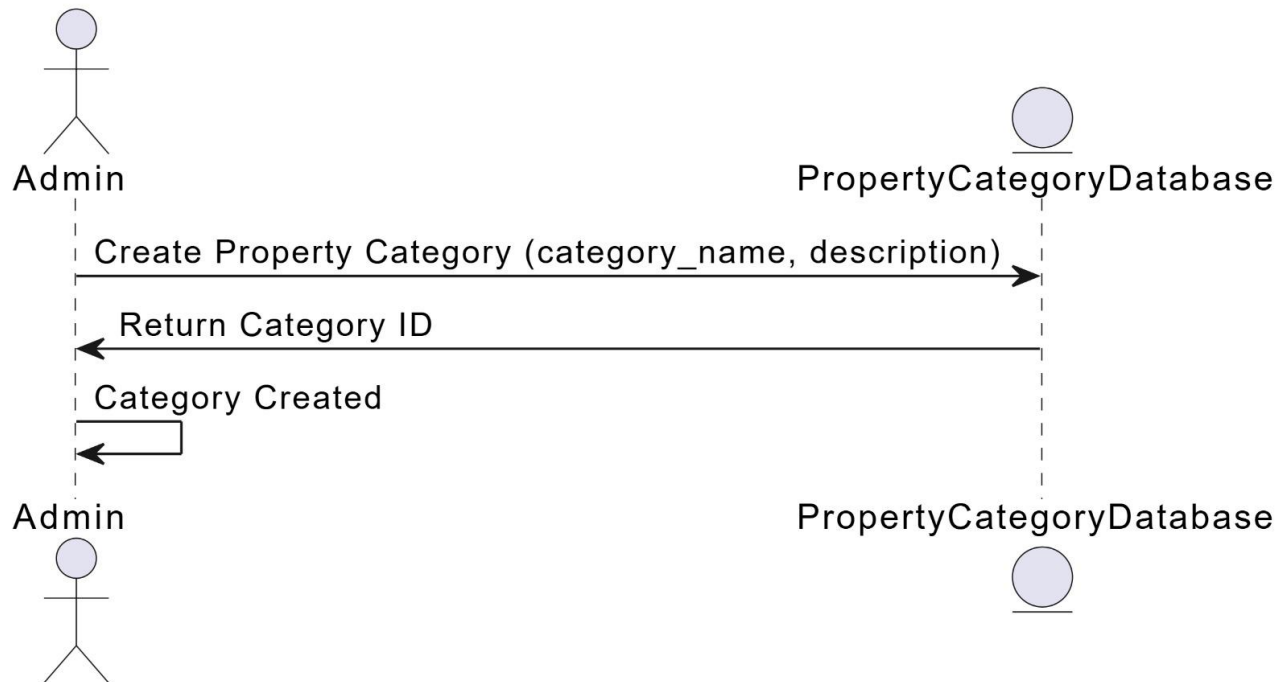 Admin
PropertyCategoryDatabase
Create Property Category (category_name, description)
Return Category ID
Category Created
Admin
PropertyCategoryDatabase